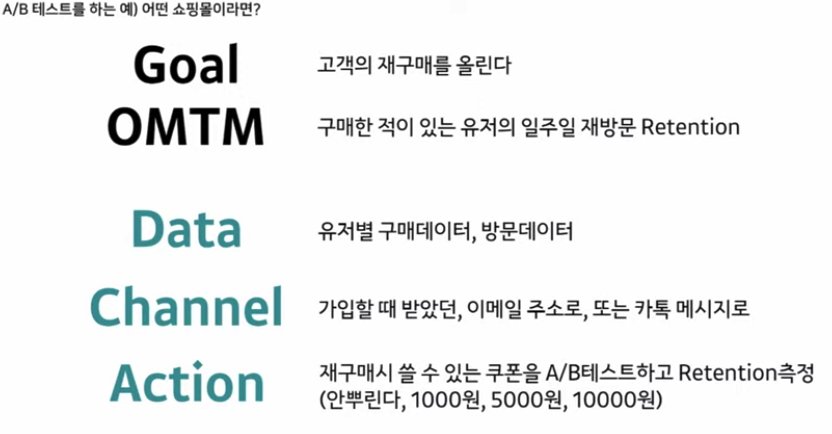 A/B 테스트를 하는 예) 어떤 쇼핑몰이라면?
Goal 고객의 재구매를 올린다
OMTM 구매한 적이 있는 유저의 일주일 재방문 Retention
Data 유저별 구매데이터, 방문데이터
Channel 가입할 때 받았던, 이메일 주소로, 또는 카톡 메시지로
Action 재구매시 쓸 수 있는 쿠폰을 A/B테스트하고 Retention측정
(안뿌린다, 1000원, 5000원, 10000원)